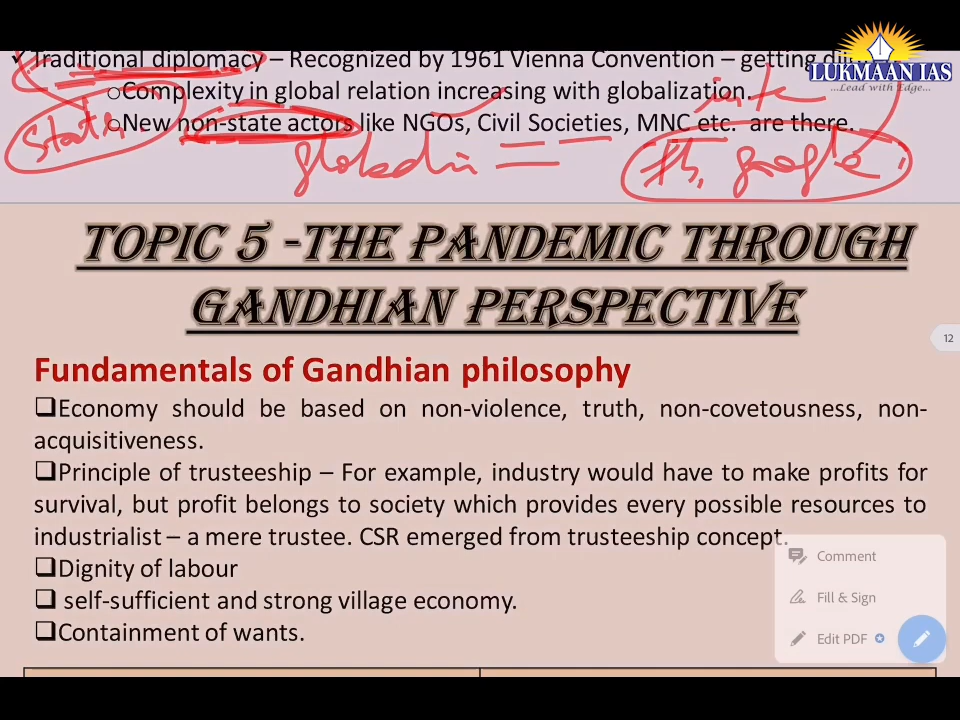 ✓Traditional diplomacy – Recognized by 1961 Vienna Convention – getting
LUKMAAN IAS
...Lead with Edge...
oComplexity in global relation increasing with globalization.
oNew non-state actors like NGOs, Civil Societies, MNC etc. are there.
google
TOPIC 5 -THE PANDEMIC THROUGH
GANDHIAN PERSPECTIVE
12
Fundamentals of Gandhian philosophy
❑Economy should be based on non-violence, truth, non-covetousness, non-
acquisitiveness.
❑Principle of trusteeship – For example, industry would have to make profits for
survival, but profit belongs to society which provides every possible resources to
industrialist – a mere trustee. CSR emerged from trusteeship concept.
❑Dignity of labour
❑ self-sufficient and strong village economy.
❑Containment of wants.
Comment
Fill & Sign
Edit PDF